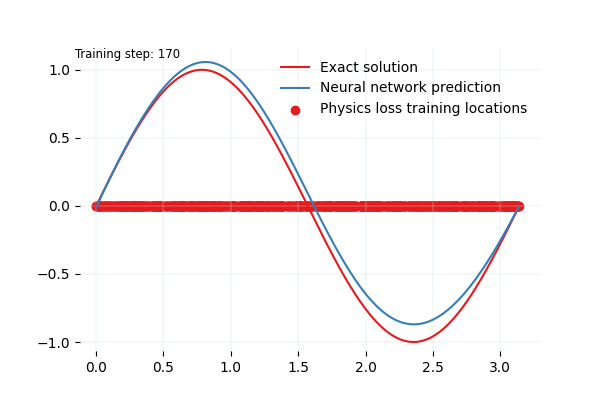 Training step: 170
Exact solution
Neural network prediction
Physics loss training locations
1.0
0.5
0.0
−0.5
−1.0
0.0 0.5 1.0 1.5 2.0 2.5 3.0